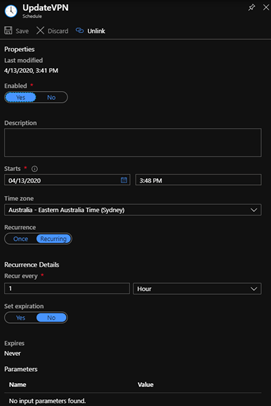 UpdateVPN
Schedule
Save Discard Unlink
Properties
Last modified
4/13/2020, 3:41 PM
Enabled *
Yes No
Description
Starts *
04/13/2020 3:48 PM
Time zone
Australia - Eastern Australia Time (Sydney)
Recurrence
Once Recurring
Recurrence Details
Recur every *
1 Hour
Set expiration
Yes No
Expires
Never
Parameters
Name Value
No input parameters found.